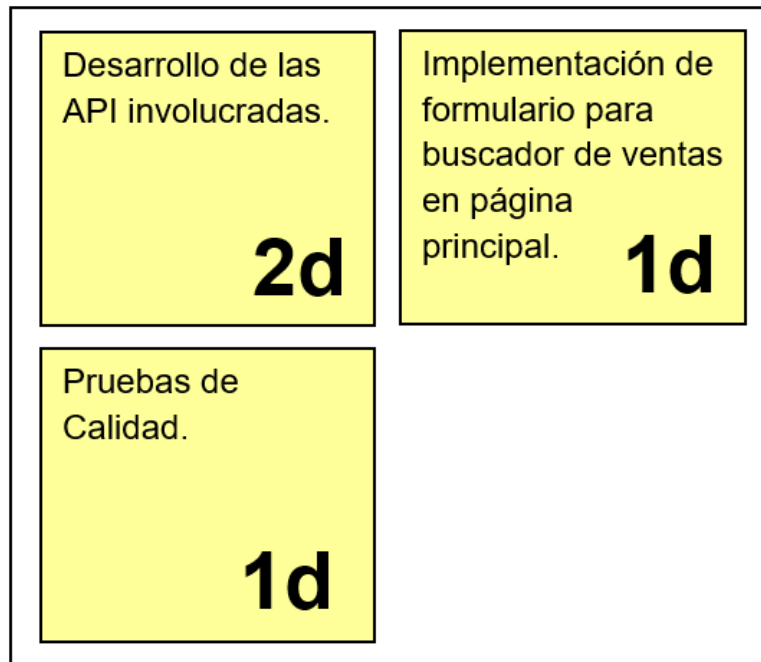 Desarrollo de las
API involucradas.
2d
Implementación de
formulario para
buscador de ventas
en página
principal.
1d
Pruebas de
Calidad.
1d